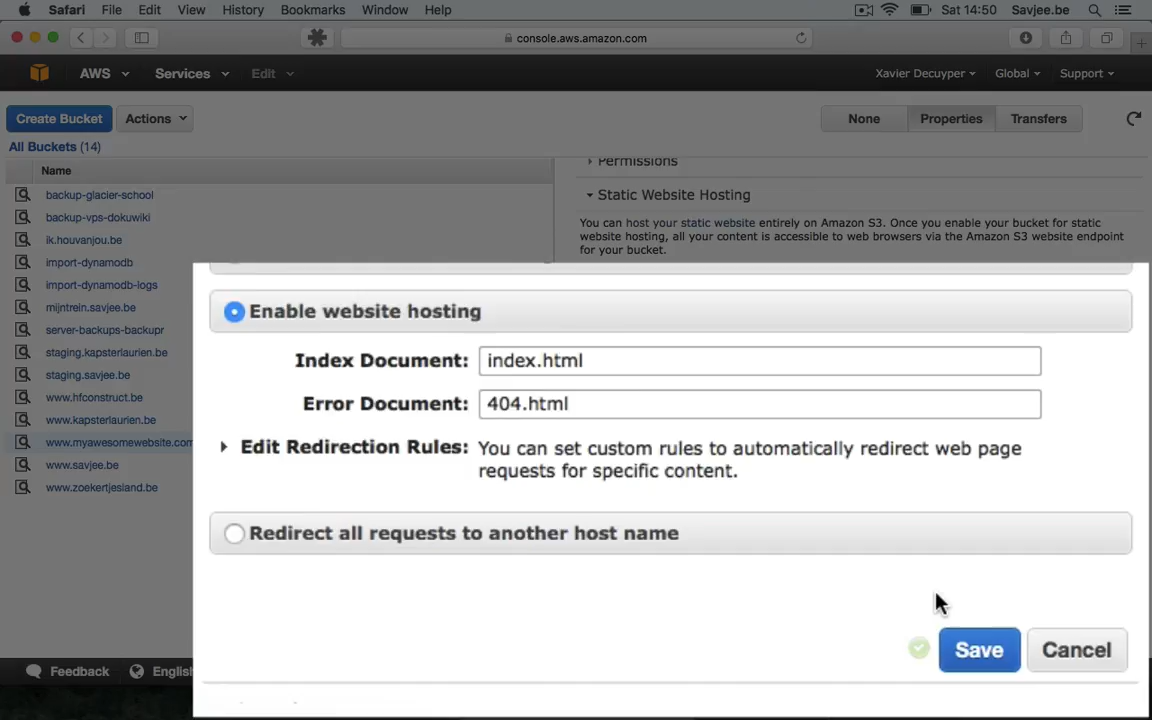 Safari File Edit View History Bookmarks Window Help Sat 14:50 Savjee.be
console.aws.amazon.com
AWS Services Edit Xavier Decuyper Global Support
Create Bucket Actions None Properties Transfers
All Buckets (14)
Name
backup-glacier-school
backup-vps-dokuwiki
ik.houvanjou.be
import-dynamodb
import-dynamodb-logs
mijntrein.savjee.be
server-backups-backupr
staging.kapsterlaurien.be
staging.savjee.be
www.hfconstruct.be
www.kapsterlaurien.be
www.myawesomewebsite.com
www.savjee.be
www.zoekertjesland.be
Permissions
Static Website Hosting
You can host your static website entirely on Amazon S3. Once you enable your bucket for static
website hosting, all your content is accessible to web browsers via the Amazon S3 website endpoint
for your bucket.
Enable website hosting
Index Document: index.html
Error Document: 404.html
Edit Redirection Rules: You can set custom rules to automatically redirect web page
requests for specific content.
Redirect all requests to another host name
Save Cancel
Feedback English